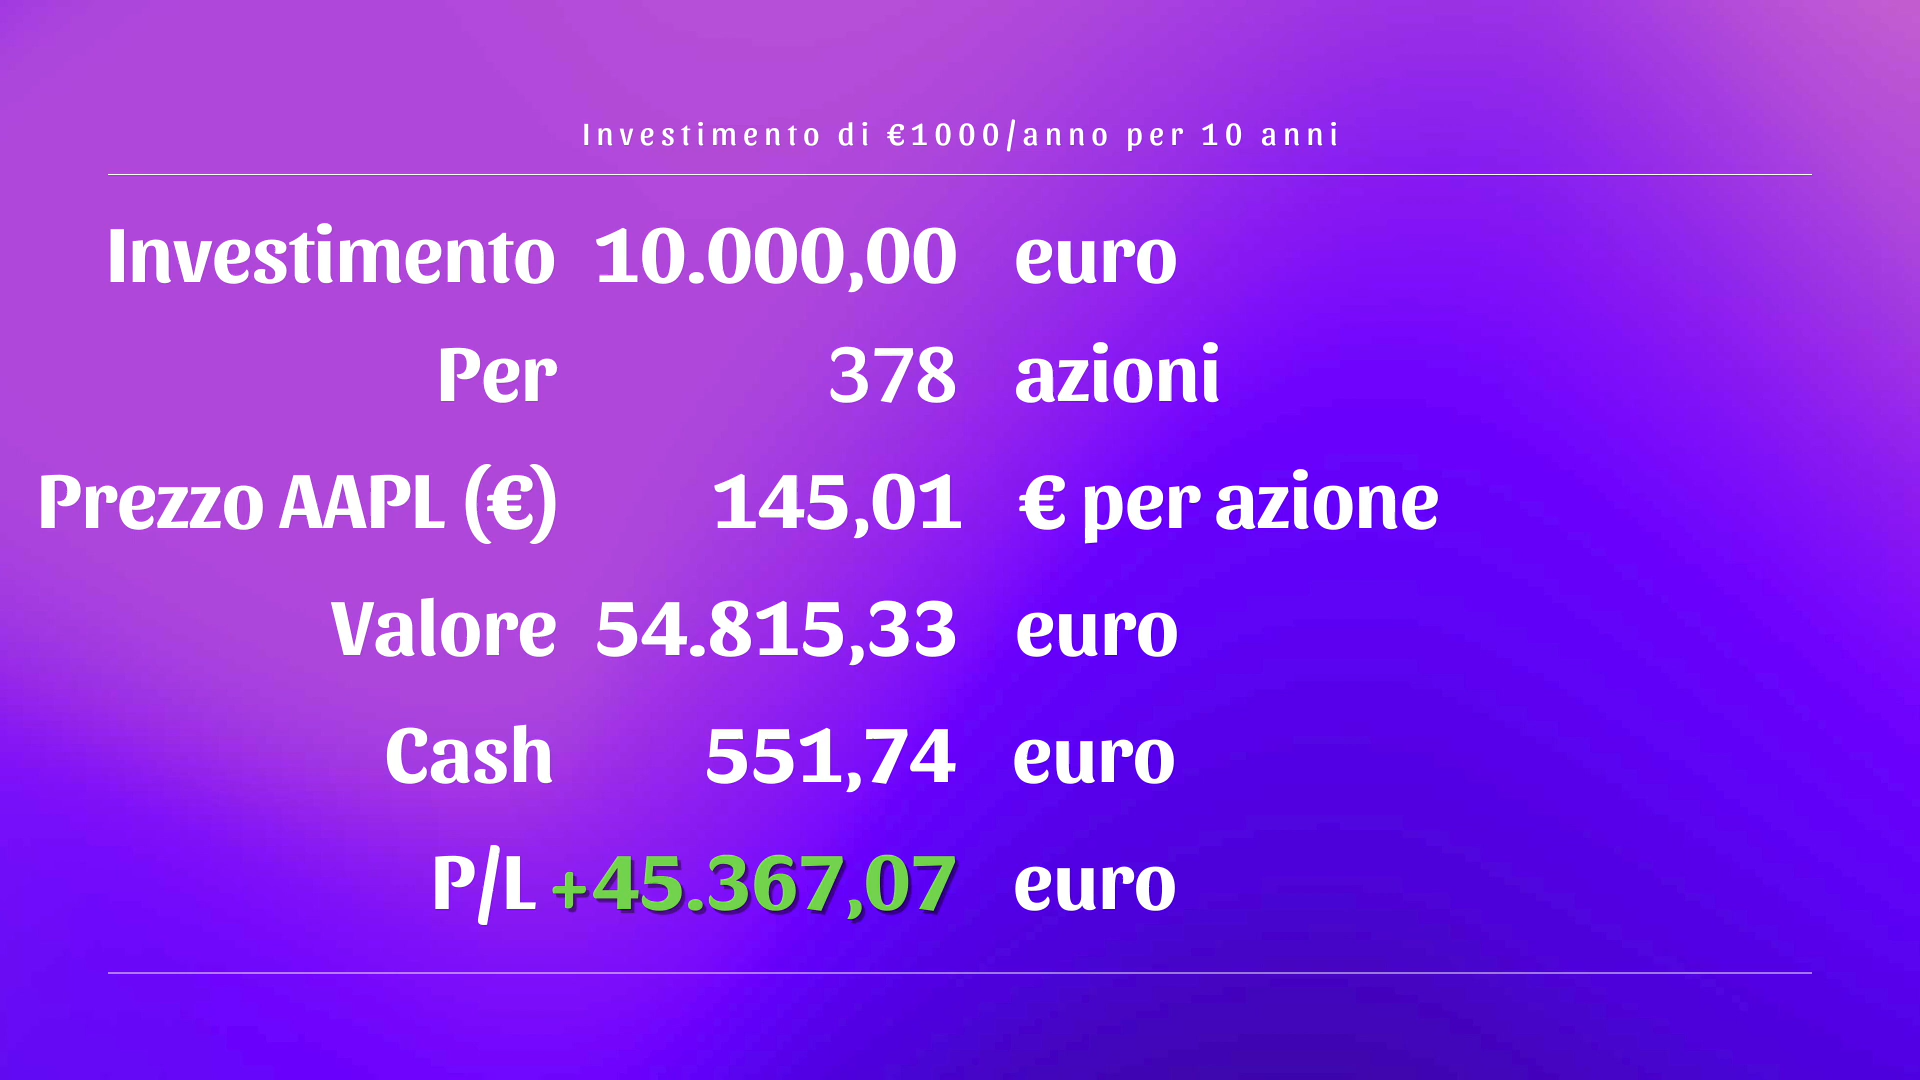 Investimento di €1000/anno per 10 anni
Investimento 10.000,00 euro
Per 378 azioni
Prezzo AAPL (€) 145,01 € per azione
Valore 54.815,33 euro
Cash 551,74 euro
P/L +45.367,07 euro